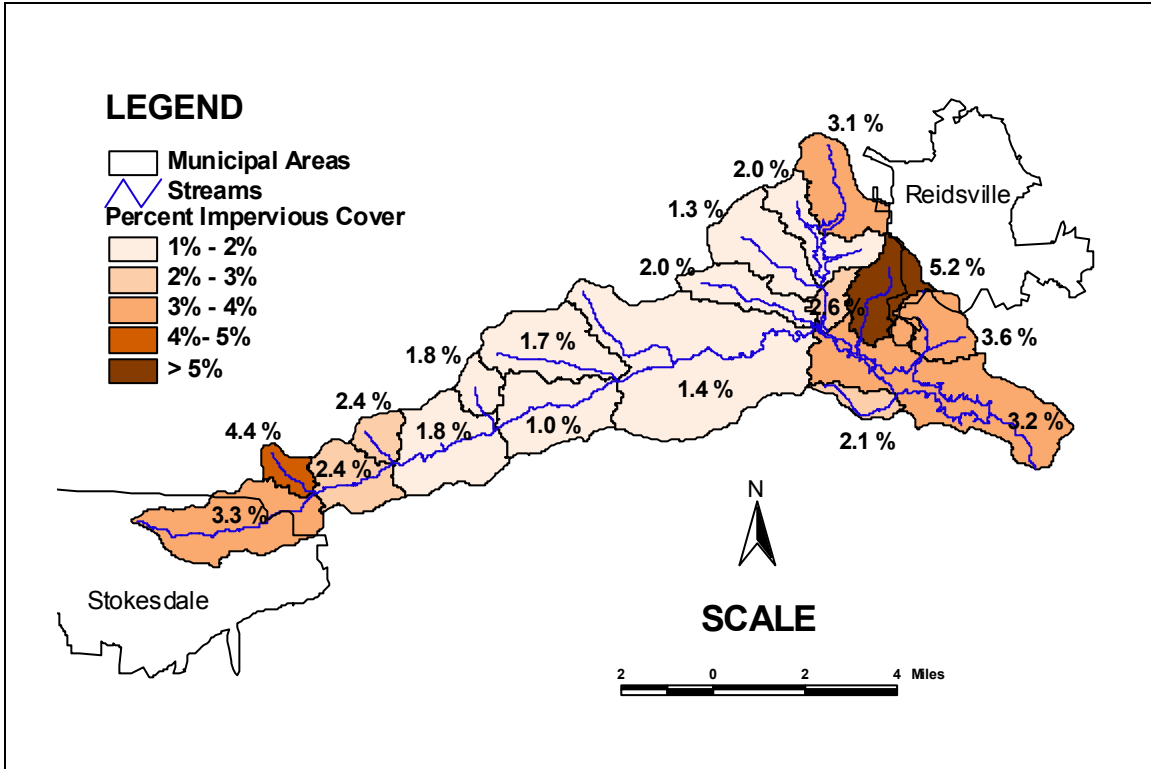 LEGEND
Municipal Areas
Streams
Percent Impervious Cover
1% - 2%
2% - 3%
3% - 4%
4%- 5%
> 5%
3.1 %
2.0 %
Reidsville
1.3 %
2.0 %
5.2 %
2.6 %
3.6 %
1.7 %
1.8 %
1.4 %
2.4 %
3.2 %
1.8 %
1.0 %
2.1 %
4.4 %
2.4 %
3.3 %
N
Stokesdale
SCALE
2 0 2 4 Miles